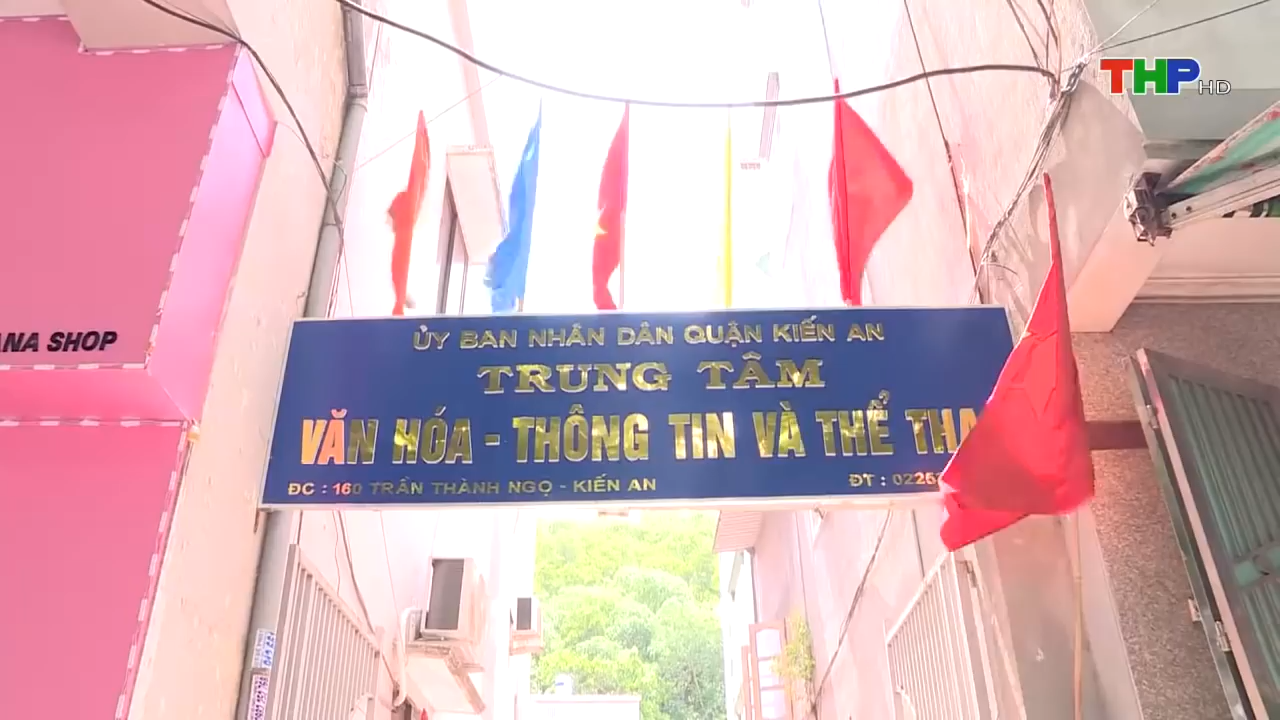 THP HD
ANA SHOP
ỦY BAN NHÂN DÂN QUẬN KIẾN AN
TRUNG TÂM
VĂN HÓA - THÔNG TIN VÀ THỂ THA
ĐC : 160 TRẦN THÀNH NGỌ - KIẾN AN
ĐT : 0225